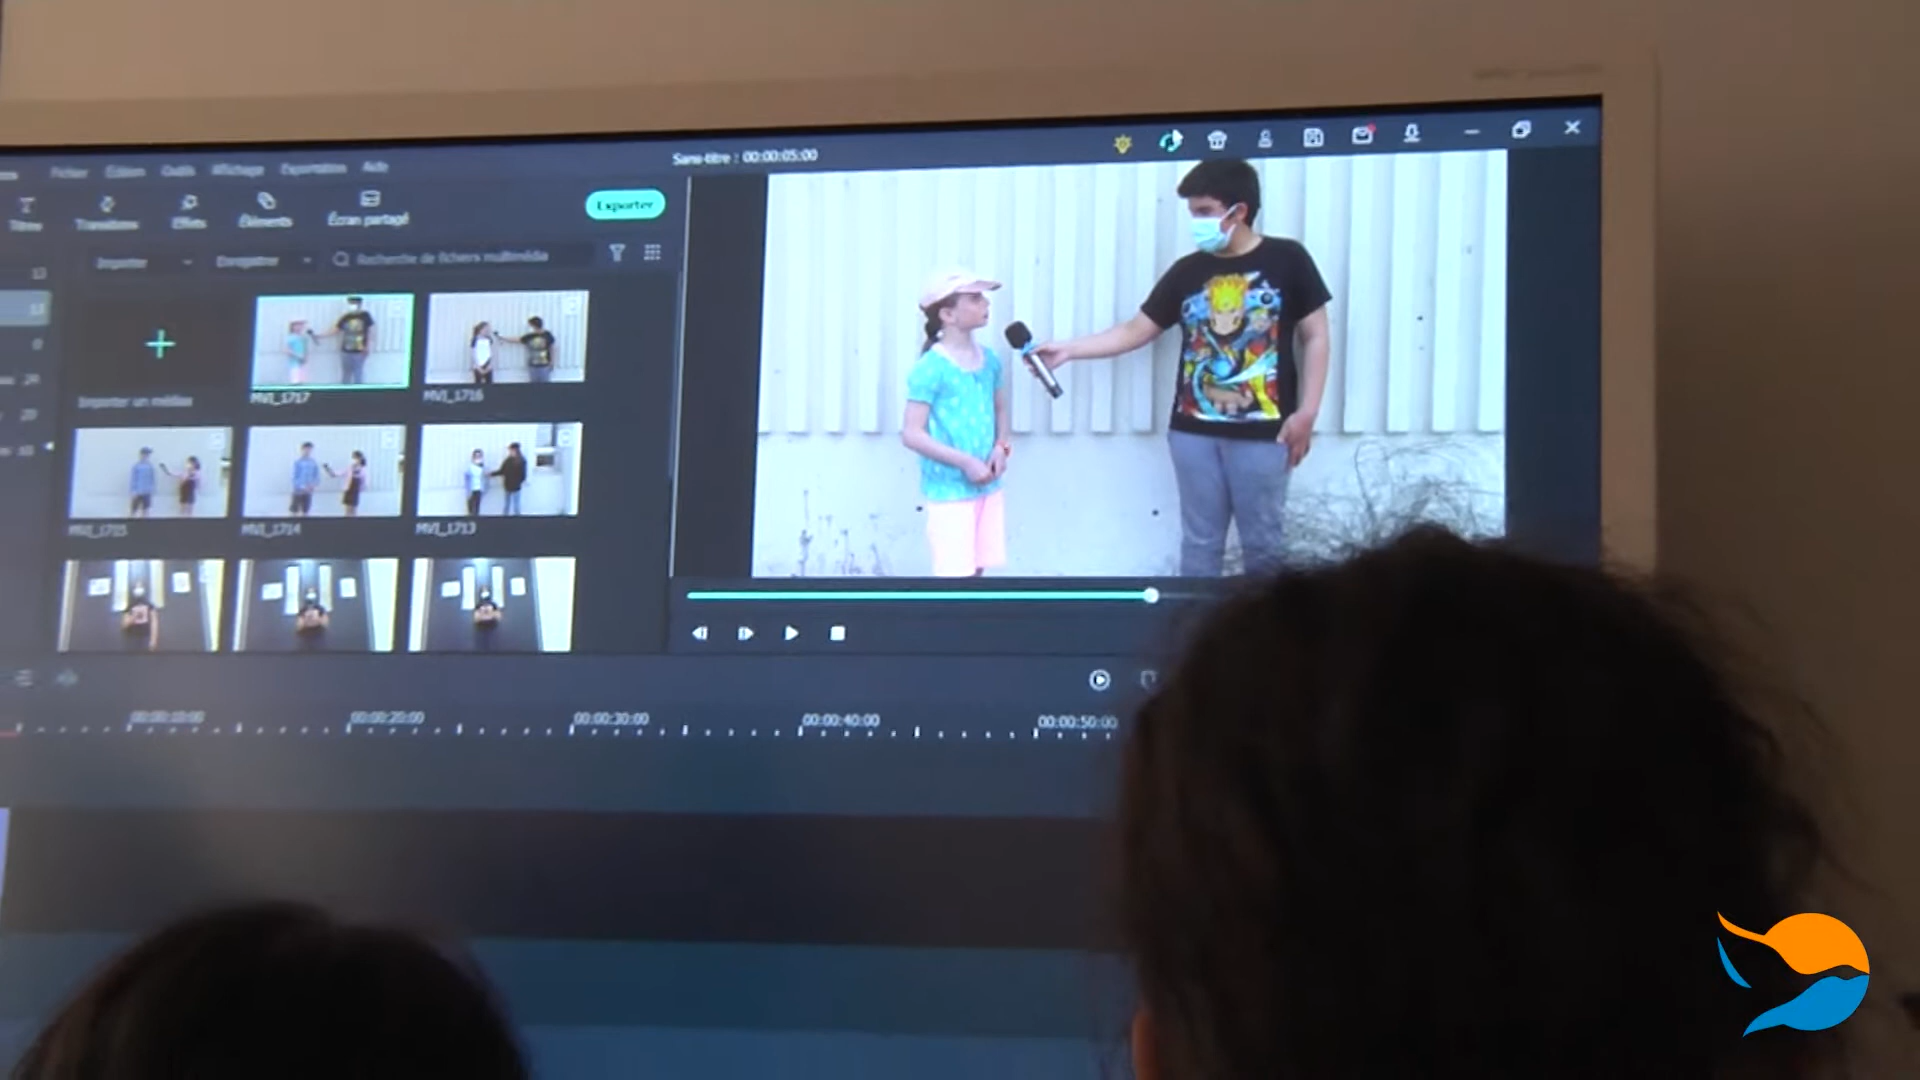 Sans-titre : 00:00:05:00
Fichier Édition Outils Affichage Exportation Aide
Titres Transitions Effets Éléments Écran partagé
Exporter
Importer Enregistrer Recherche de fichiers multimédia
Importer un média
MVI_1717
MVI_1716
MVI_1715
MVI_1714
MVI_1713
00:00:10:00 00:00:20:00 00:00:30:00 00:00:40:00 00:00:50:00